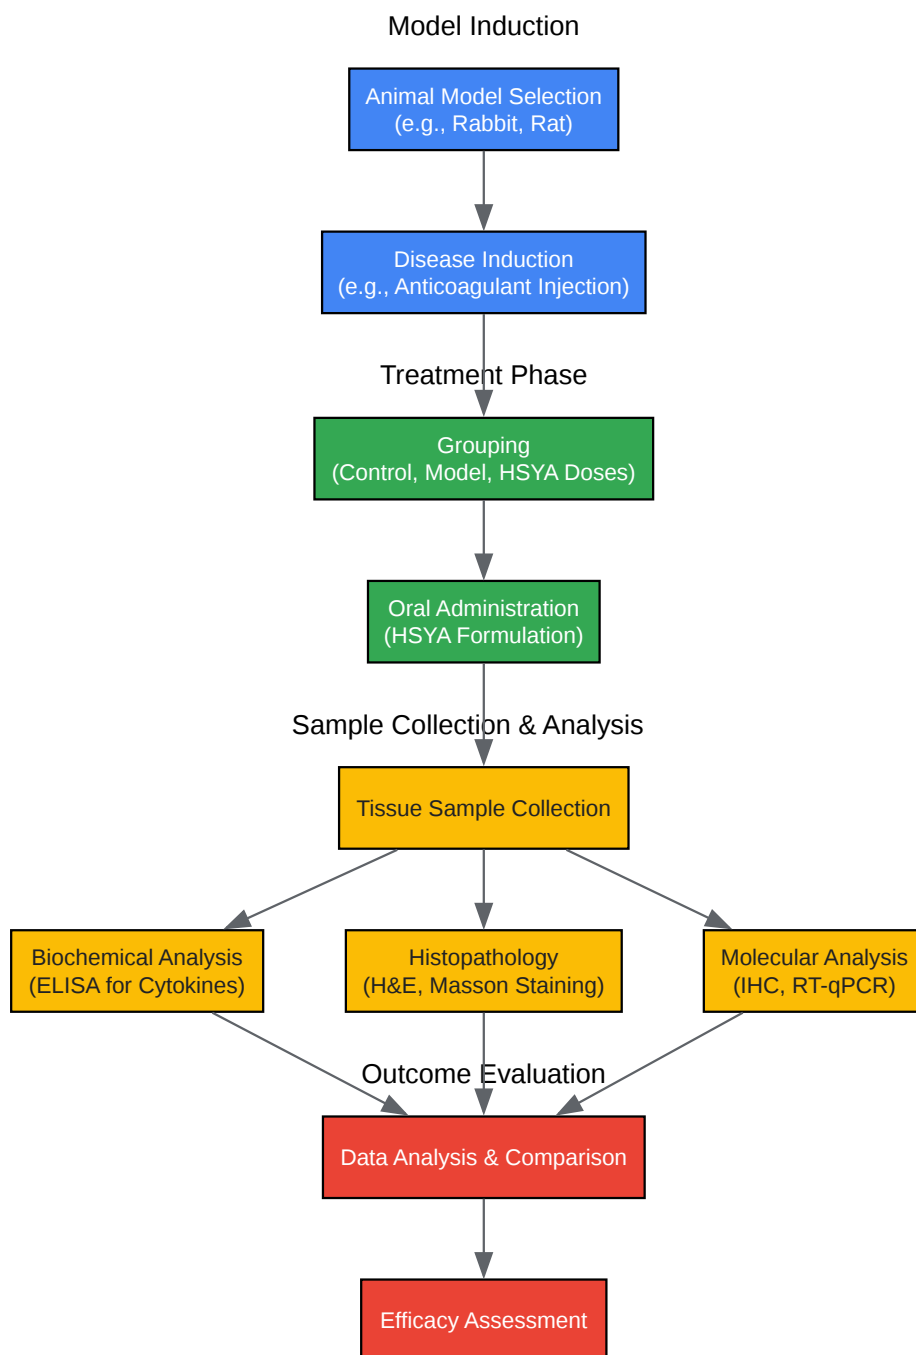 Model Induction
Animal Model Selection
(e.g., Rabbit, Rat)
Disease Induction
(e.g., Anticoagulant Injection)
Treatment Phase
Grouping
(Control, Model, HSYA Doses)
Oral Administration
(HSYA Formulation)
Sample Collection & Analysis
Tissue Sample Collection
Biochemical Analysis
(ELISA for Cytokines)
Histopathology
(H&E, Masson Staining)
Molecular Analysis
(IHC, RT-qPCR)
Outcome Evaluation
Data Analysis & Comparison
Efficacy Assessment